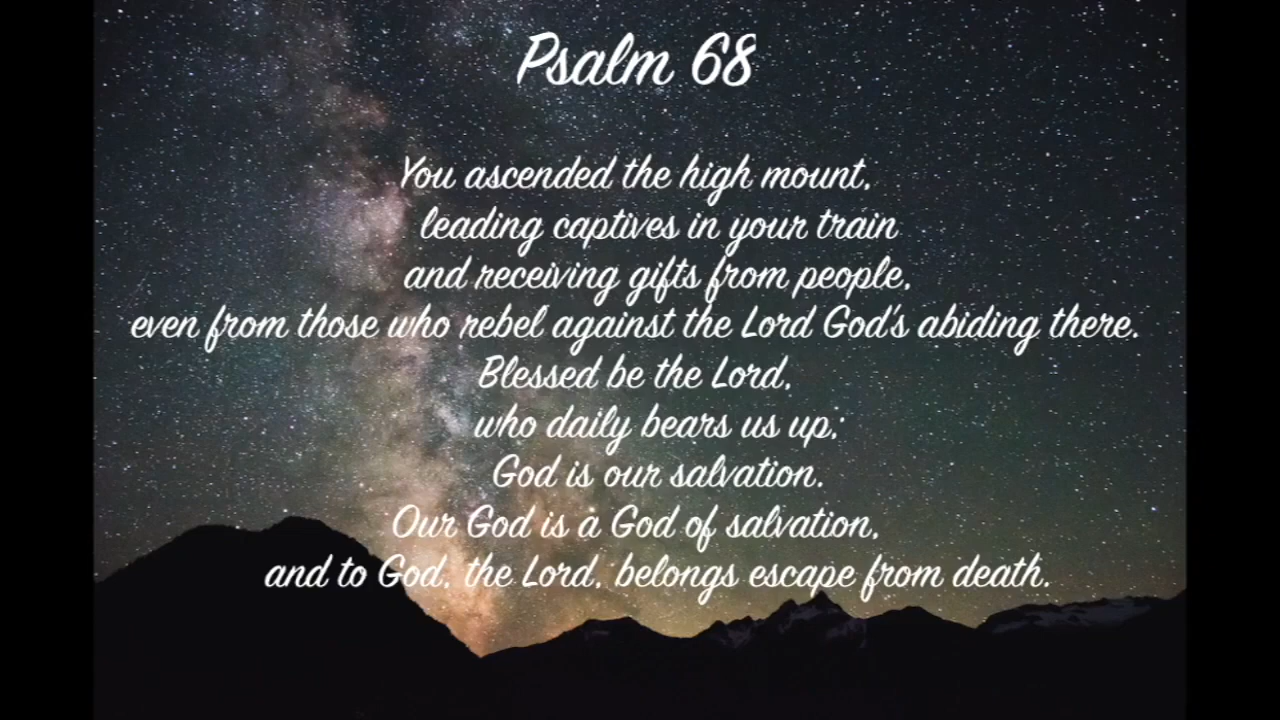 Psalm 68
You ascended the high mount,
leading captives in your train
and receiving gifts from people,
even from those who rebel against the Lord God's abiding there.
Blessed be the Lord,
who daily bears us up;
God is our salvation.
Our God is a God of salvation,
and to God, the Lord, belongs escape from death.